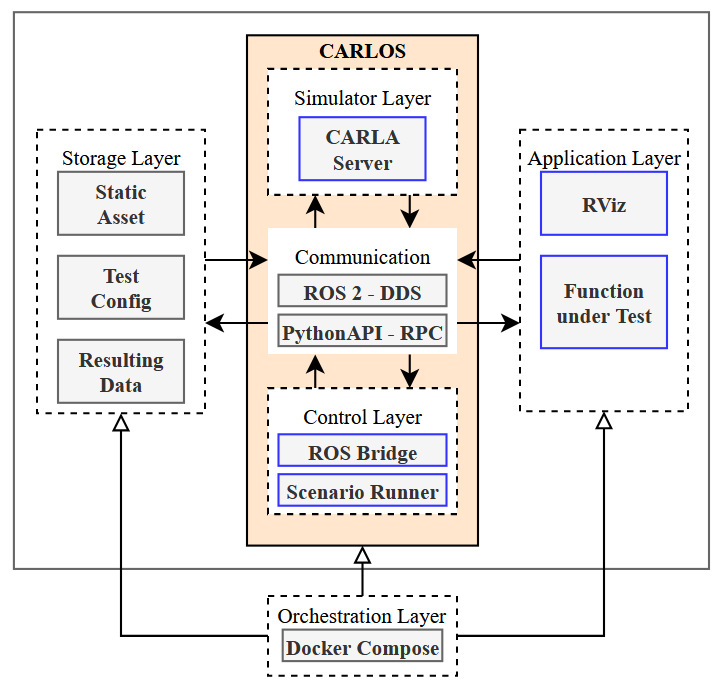 CARLOS
Simulator Layer
CARLA
Server
Storage Layer
Static
Asset
Test
Config
Resulting
Data
Communication
ROS 2 - DDS
PythonAPI - RPC
Control Layer
ROS Bridge
Scenario Runner
Application Layer
RViz
Function
under Test
Orchestration Layer
Docker Compose